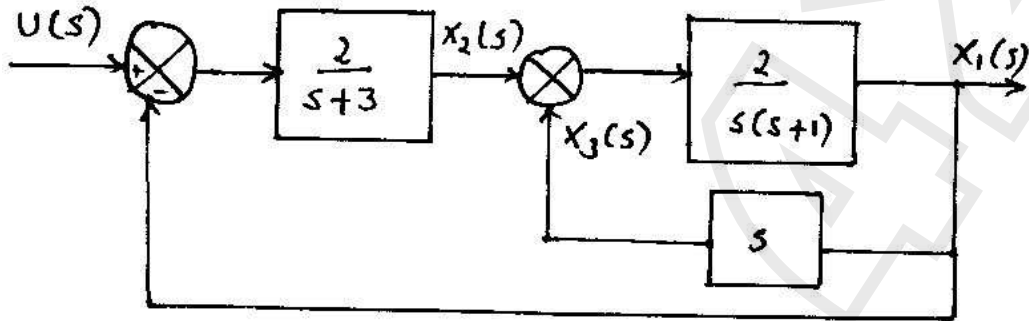 U(s)
+
-
2
s+3
X₂(s)
X₃(s)
2
s(s+1)
X₁(s)
s